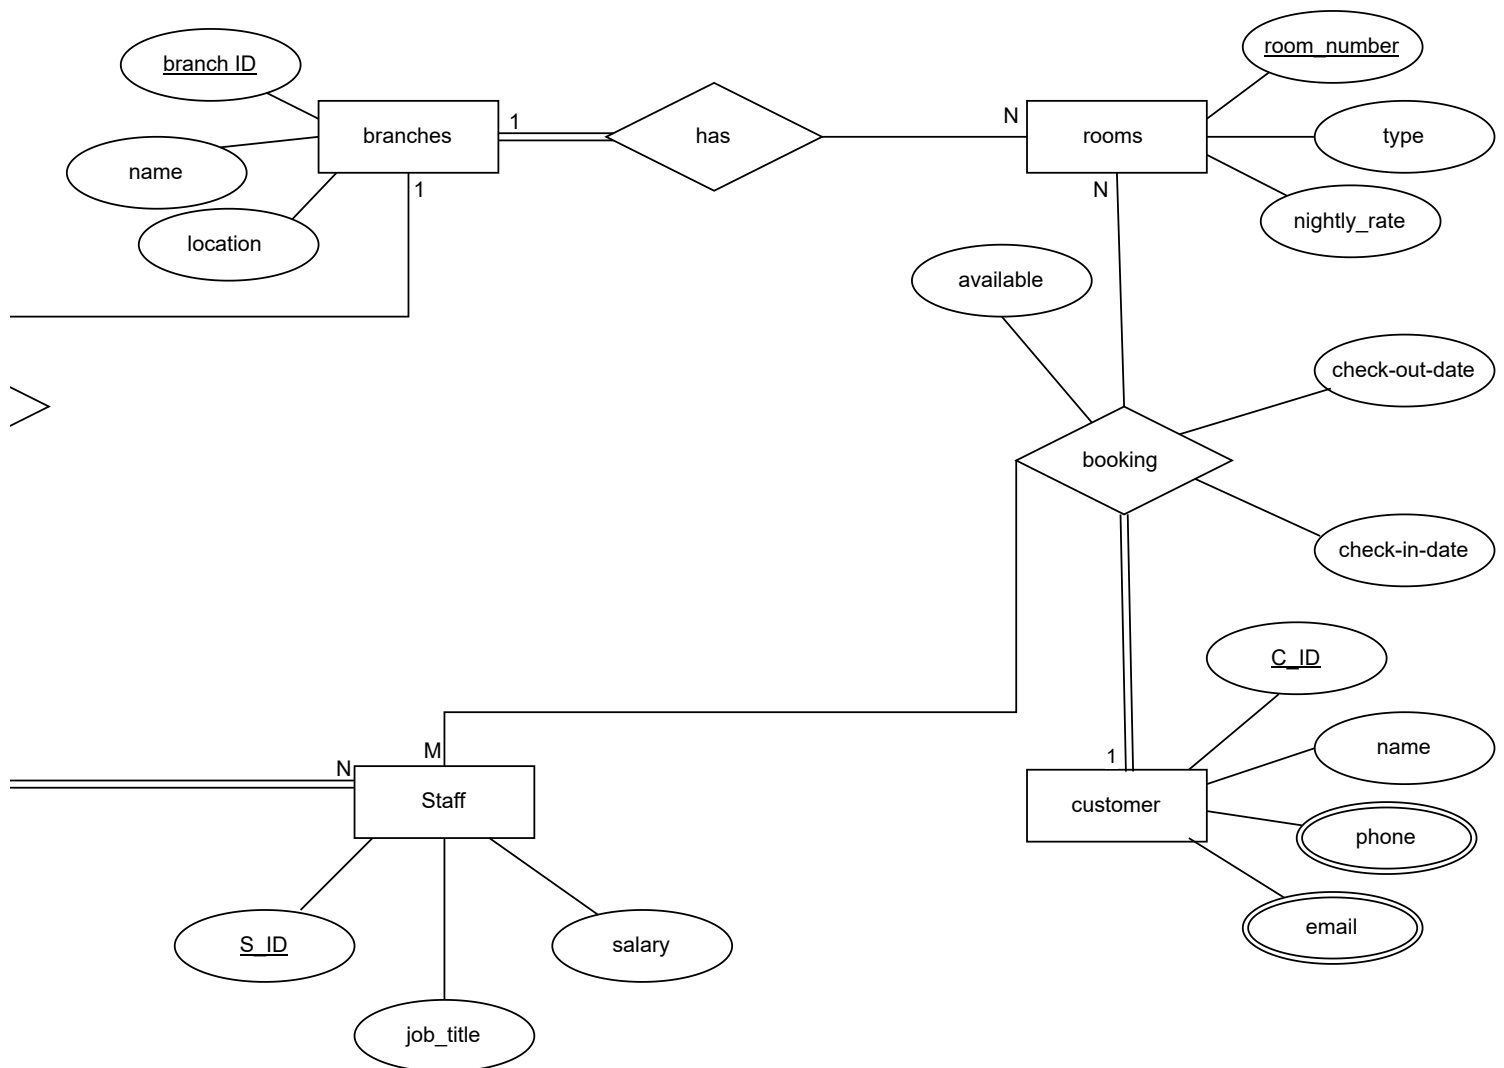 branch ID
room_number
1
N
branches
has
rooms
type
name
1
N
nightly_rate
location
available
check-out-date
booking
check-in-date
C_ID
M
1
name
N
Staff
customer
phone
email
S_ID
salary
job_title